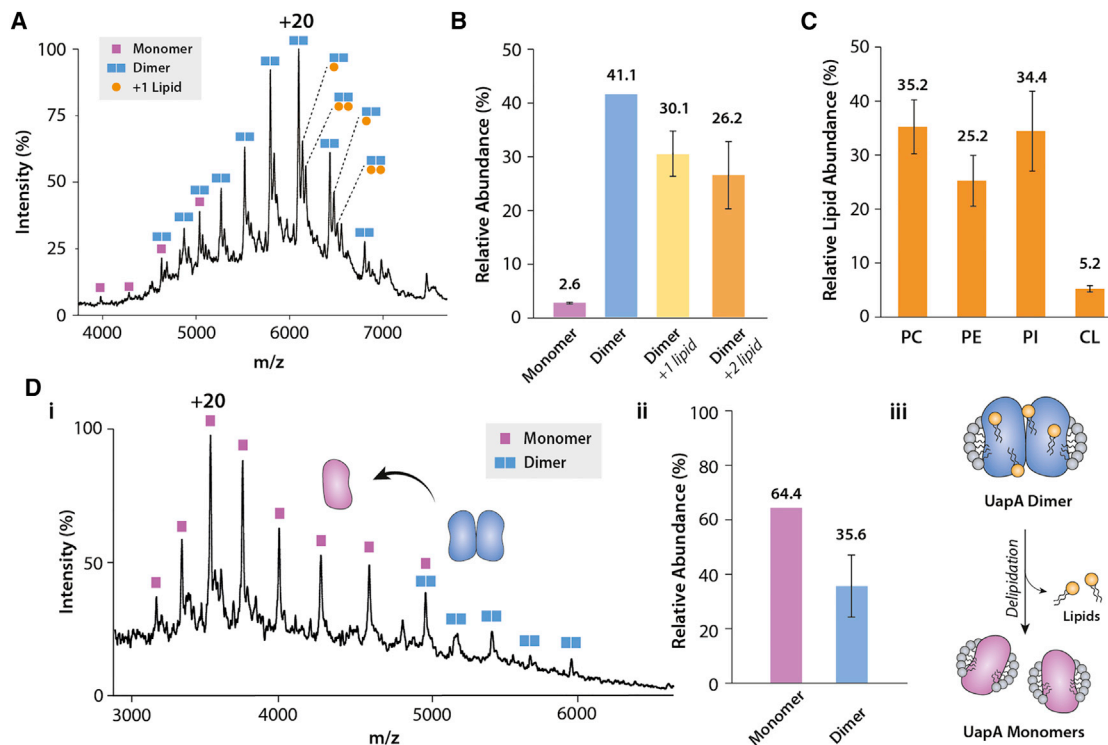 A
+20
Monomer
Dimer
+1 Lipid
Intensity (%)
100
75
50
25
0
4000 5000 6000 7000
m/z
B
Relative Abundance (%)
50
40
30
20
10
0
2.6
41.1
30.1
26.2
Monomer
Dimer
Dimer
+1 lipid
Dimer
+2 lipid
C
Relative Lipid Abundance (%)
50
40
30
20
10
0
35.2
25.2
34.4
5.2
PC PE PI CL
D
i
+20
Monomer
Dimer
Intensity (%)
100
50
0
3000 4000 5000 6000
m/z
ii
Relative Abundance (%)
100
80
60
40
60
80
0
64.4
35.6
Monomer
Dimer
iii
UapA Dimer
Delipidation
Lipids
UapA Monomers